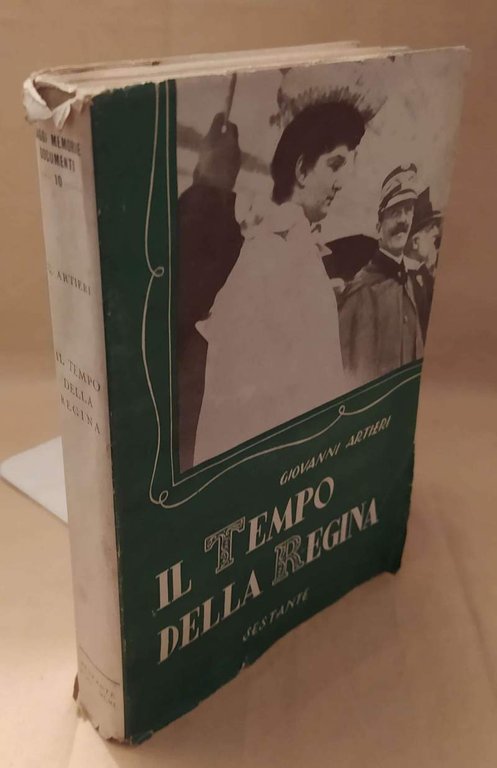 MEMORIE
DOCUMENTI
10
ARTIERI
IL TEMPO
DELLA
REGINA
GIOVANNI ARTIERI
IL TEMPO
DELLA REGINA
SESTANTE